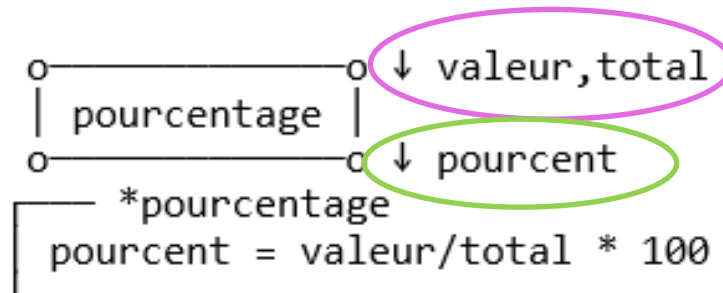 o———————————————o ↓ valeur,total
| pourcentage |
o———————————————o ↓ pourcent
┌─── *pourcentage
│ pourcent = valeur/total * 100